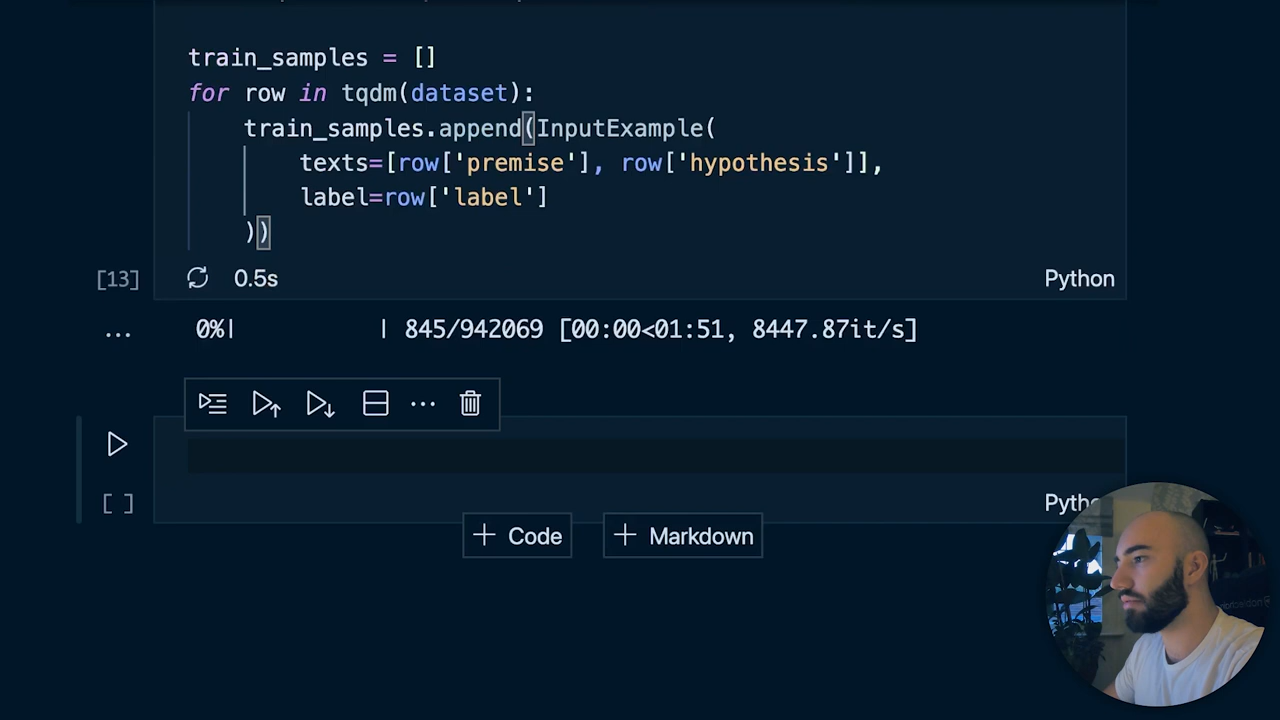 train_samples = []
for row in tqdm(dataset):
train_samples.append(InputExample(
texts=[row['premise'], row['hypothesis']],
label=row['label']
))
[13] 0.5s Python
... 0%| | 845/942069 [00:00<01:51, 8447.87it/s]
[ ]
+ Code + Markdown